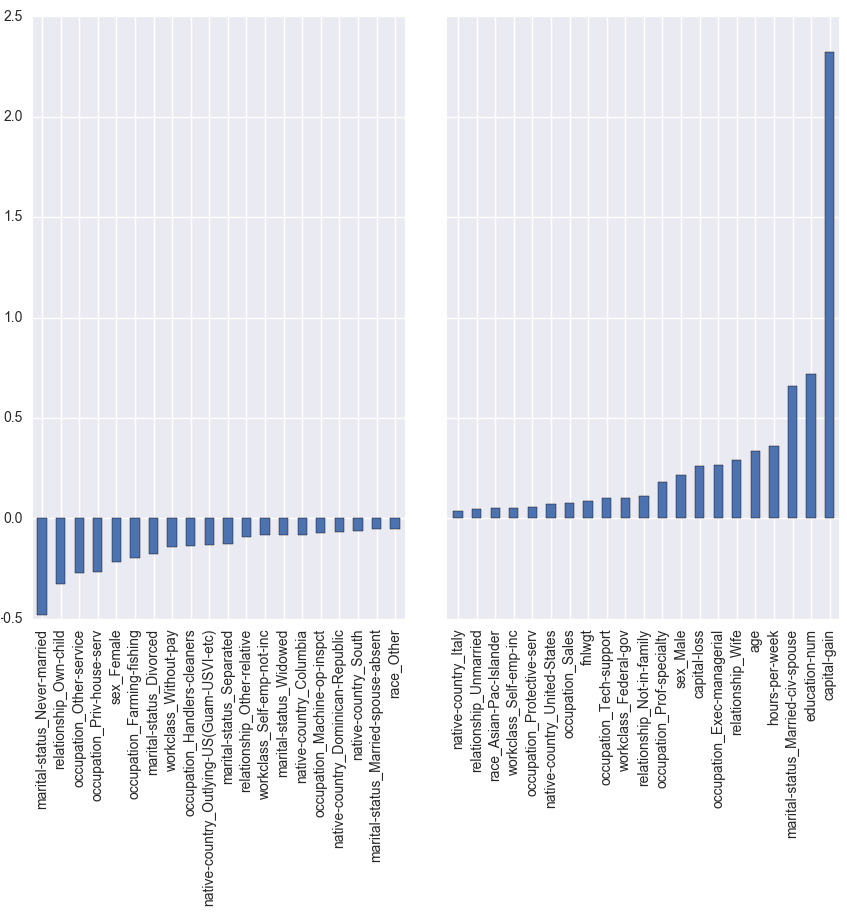 2.5
2.0
1.5
1.0
0.5
0.0
-0.5
marital-status_Never-married
relationship_Own-child
occupation_Other-service
occupation_Priv-house-serv
sex_Female
occupation_Farming-fishing
marital-status_Divorced
workclass_Without-pay
occupation_Handlers-cleaners
native-country_Outlying-US(Guam-USVI-etc)
marital-status_Separated
relationship_Other-relative
workclass_Self-emp-not-inc
marital-status_Widowed
native-country_Columbia
occupation_Machine-op-inspct
native-country_Dominican-Republic
native-country_South
marital-status_Married-spouse-absent
race_Other
native-country_Italy
relationship_Unmarried
race_Asian-Pac-Islander
workclass_Self-emp-inc
occupation_Protective-serv
native-country_United-States
occupation_Sales
fnlwgt
occupation_Tech-support
workclass_Federal-gov
relationship_Not-in-family
occupation_Prof-specialty
sex_Male
capital-loss
occupation_Exec-managerial
relationship_Wife
age
hours-per-week
marital-status_Married-civ-spouse
education-num
capital-gain